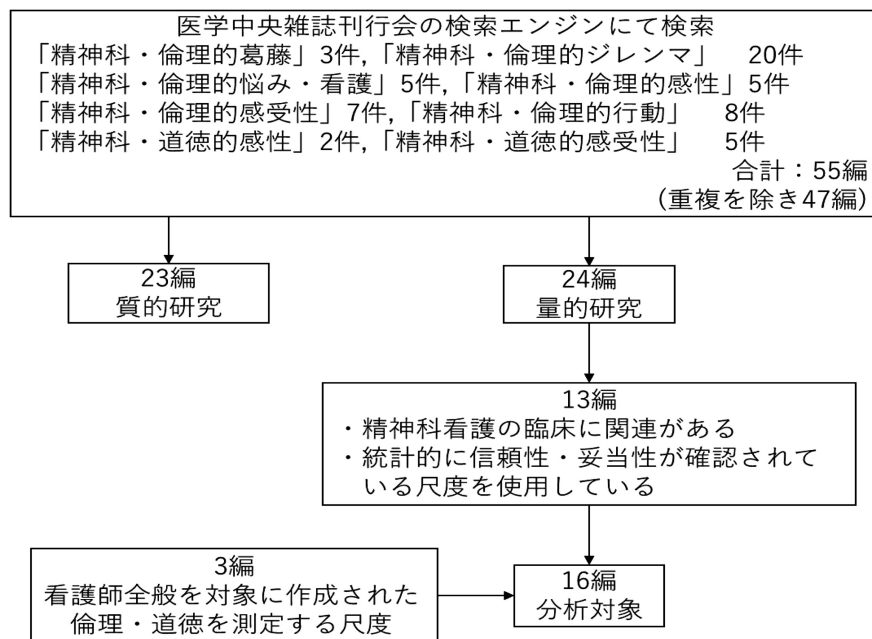 医学中央雑誌刊行会の検索エンジンにて検索
「精神科・倫理的葛藤」3件,「精神科・倫理的ジレンマ」 20件
「精神科・倫理的悩み・看護」5件,「精神科・倫理的感性」5件
「精神科・倫理的感受性」7件,「精神科・倫理的行動」 8件
「精神科・道徳的感性」2件,「精神科・道徳的感受性」 5件
合計：55編
(重複を除き47編)
23編
質的研究
24編
量的研究
13編
・精神科看護の臨床に関連がある
・統計的に信頼性・妥当性が確認されて
いる尺度を使用している
3編
看護師全般を対象に作成された
倫理・道徳を測定する尺度
16編
分析対象